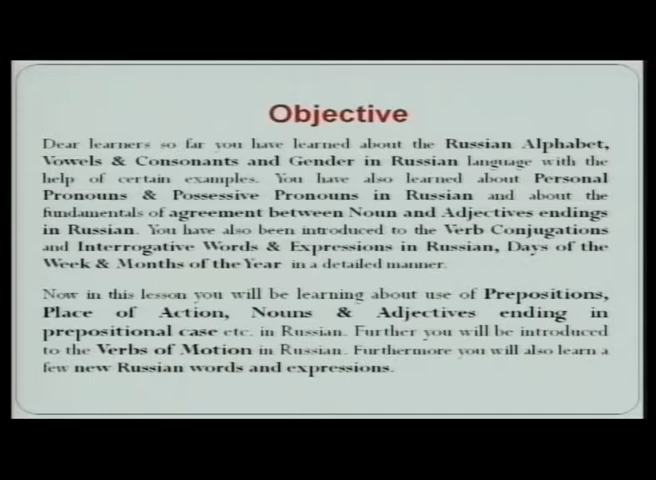 Objective
Dear learners so far you have learned about the Russian Alphabet,
Vowels & Consonants and Gender in Russian language with the
help of certain examples. You have also learned about Personal
Pronouns & Possessive Pronouns in Russian and about the
fundamentals of agreement between Noun and Adjectives endings
in Russian. You have also been introduced to the Verb Conjugations
and Interrogative Words & Expressions in Russian, Days of the
Week & Months of the Year in a detailed manner.
Now in this lesson you will be learning about use of Prepositions,
Place of Action, Nouns & Adjectives ending in
prepositional case etc. in Russian. Further you will be introduced
to the Verbs of Motion in Russian. Furthermore you will also learn a
few new Russian words and expressions.